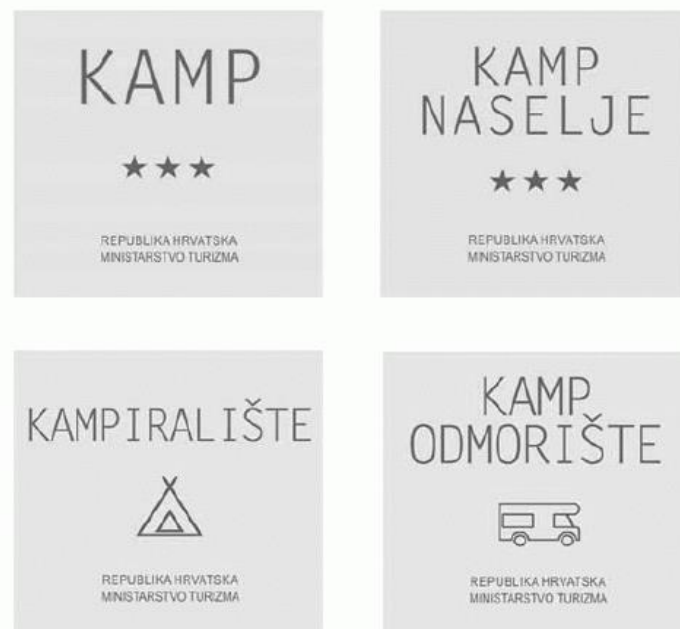 KAMP
★★★
REPUBLIKA HRVATSKA
MINISTARSTVO TURIZMA
KAMP
NASELJE
★★★
REPUBLIKA HRVATSKA
MINISTARSTVO TURIZMA
KAMPIRALIŠTE
REPUBLIKA HRVATSKA
MINISTARSTVO TURIZMA
KAMP
ODMORIŠTE
REPUBLIKA HRVATSKA
MINISTARSTVO TURIZMA